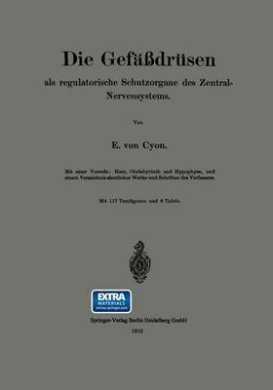 Die Gefäßdrüsen
als regulatorische Schutzorgane des Zentral-
Nervensystems.
Von
E. von Cyon.
Mit einer Vorrede: Herz, Ohrlabyrinth und Hypophyse, und
einem Verzeichnis sämtlicher Werke und Schriften des Verfassers.
Mit 117 Textfiguren und 8 Tafeln.
EXTRA
MATERIALS
extras.springer.com
Springer-Verlag Berlin Heidelberg GmbH
1910